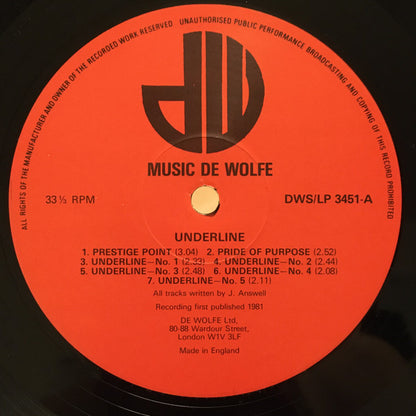 ALL RIGHTS OF THE MANUFACTURER AND OWNER OF THE RECORDED WORK RESERVED. UNAUTHORISED PUBLIC PERFORMANCE BROADCASTING AND COPYING OF THIS RECORD PROHIBITED
dW
MUSIC DE WOLFE
33⅓ RPM DWS/LP 3451-A
UNDERLINE
1. PRESTIGE POINT (3.04) 2. PRIDE OF PURPOSE (2.52)
3. UNDERLINE—No. 1 (2.33) 4. UNDERLINE—No. 2 (2.44)
5. UNDERLINE—No. 3 (2.48) 6. UNDERLINE—No. 4 (2.08)
7. UNDERLINE—No. 5 (2.11)
All tracks written by J. Answell
Recording first published 1981
DE WOLFE Ltd,
80-88 Wardour Street,
London W1V 3LF
Made in England